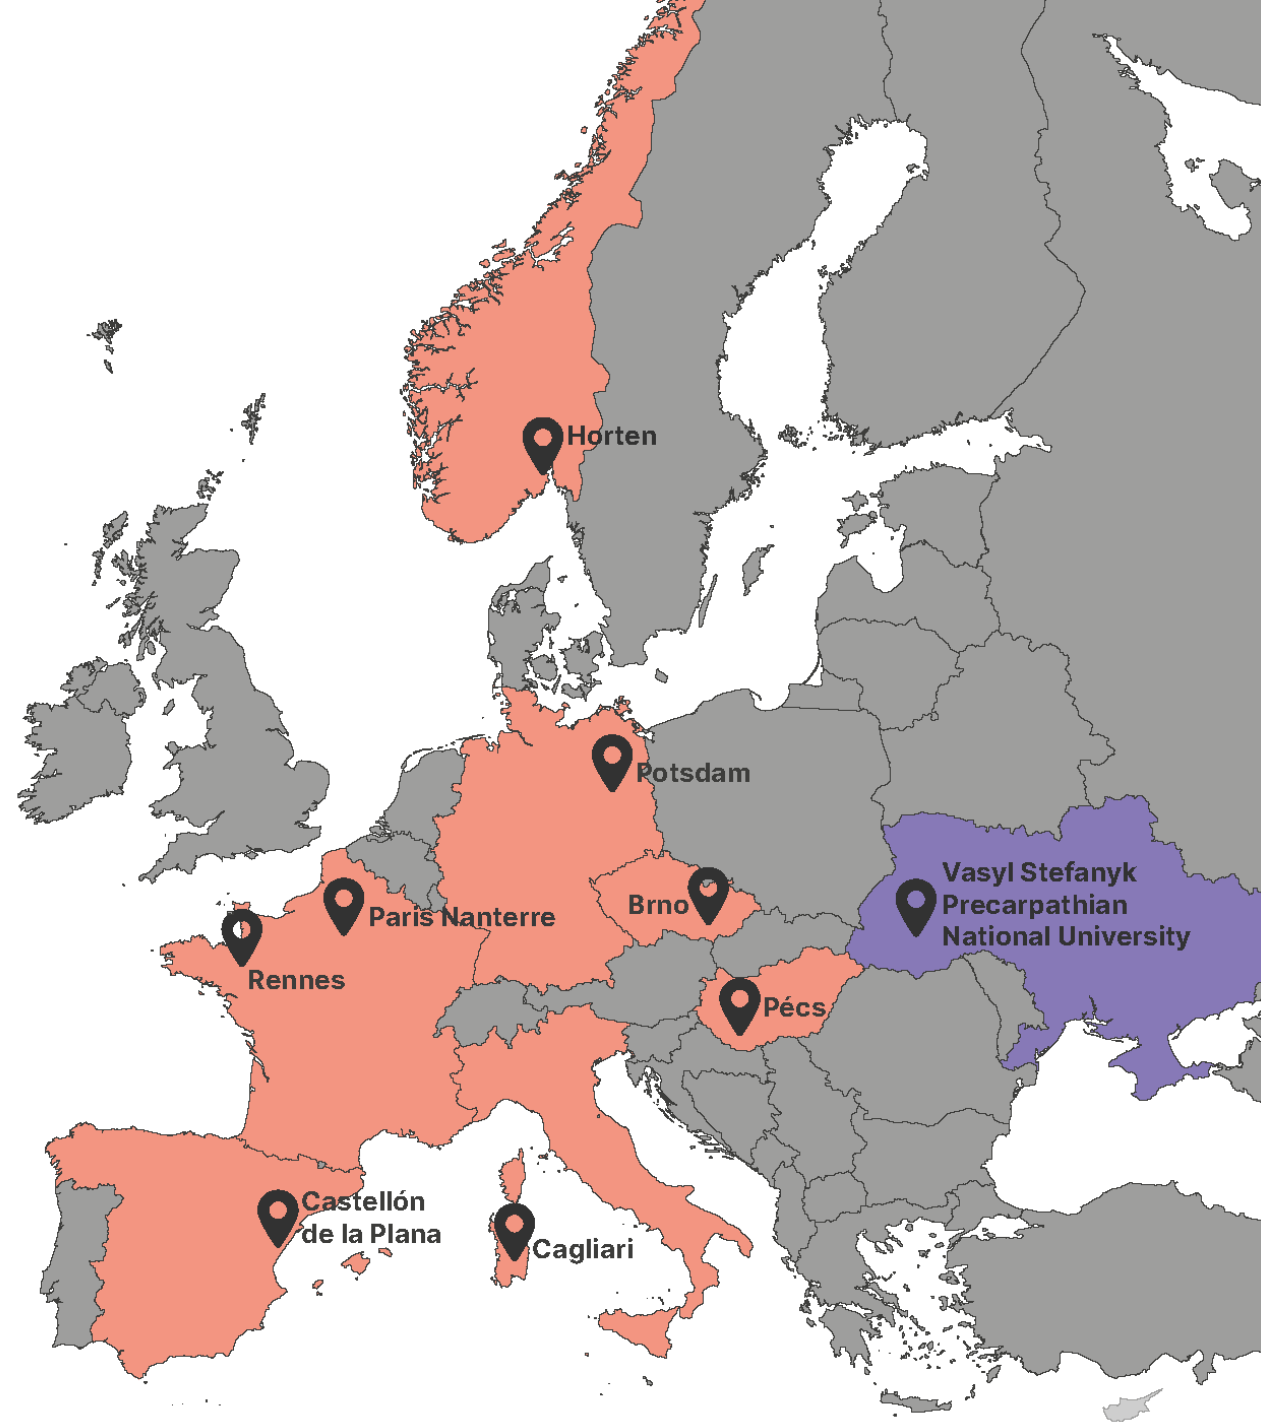 Horten
Potsdam
Vasyl Stefanyk
Precarpathian
National University
Brno
Paris Nanterre
Rennes
Pécs
Castellón
de la Plana
Cagliari